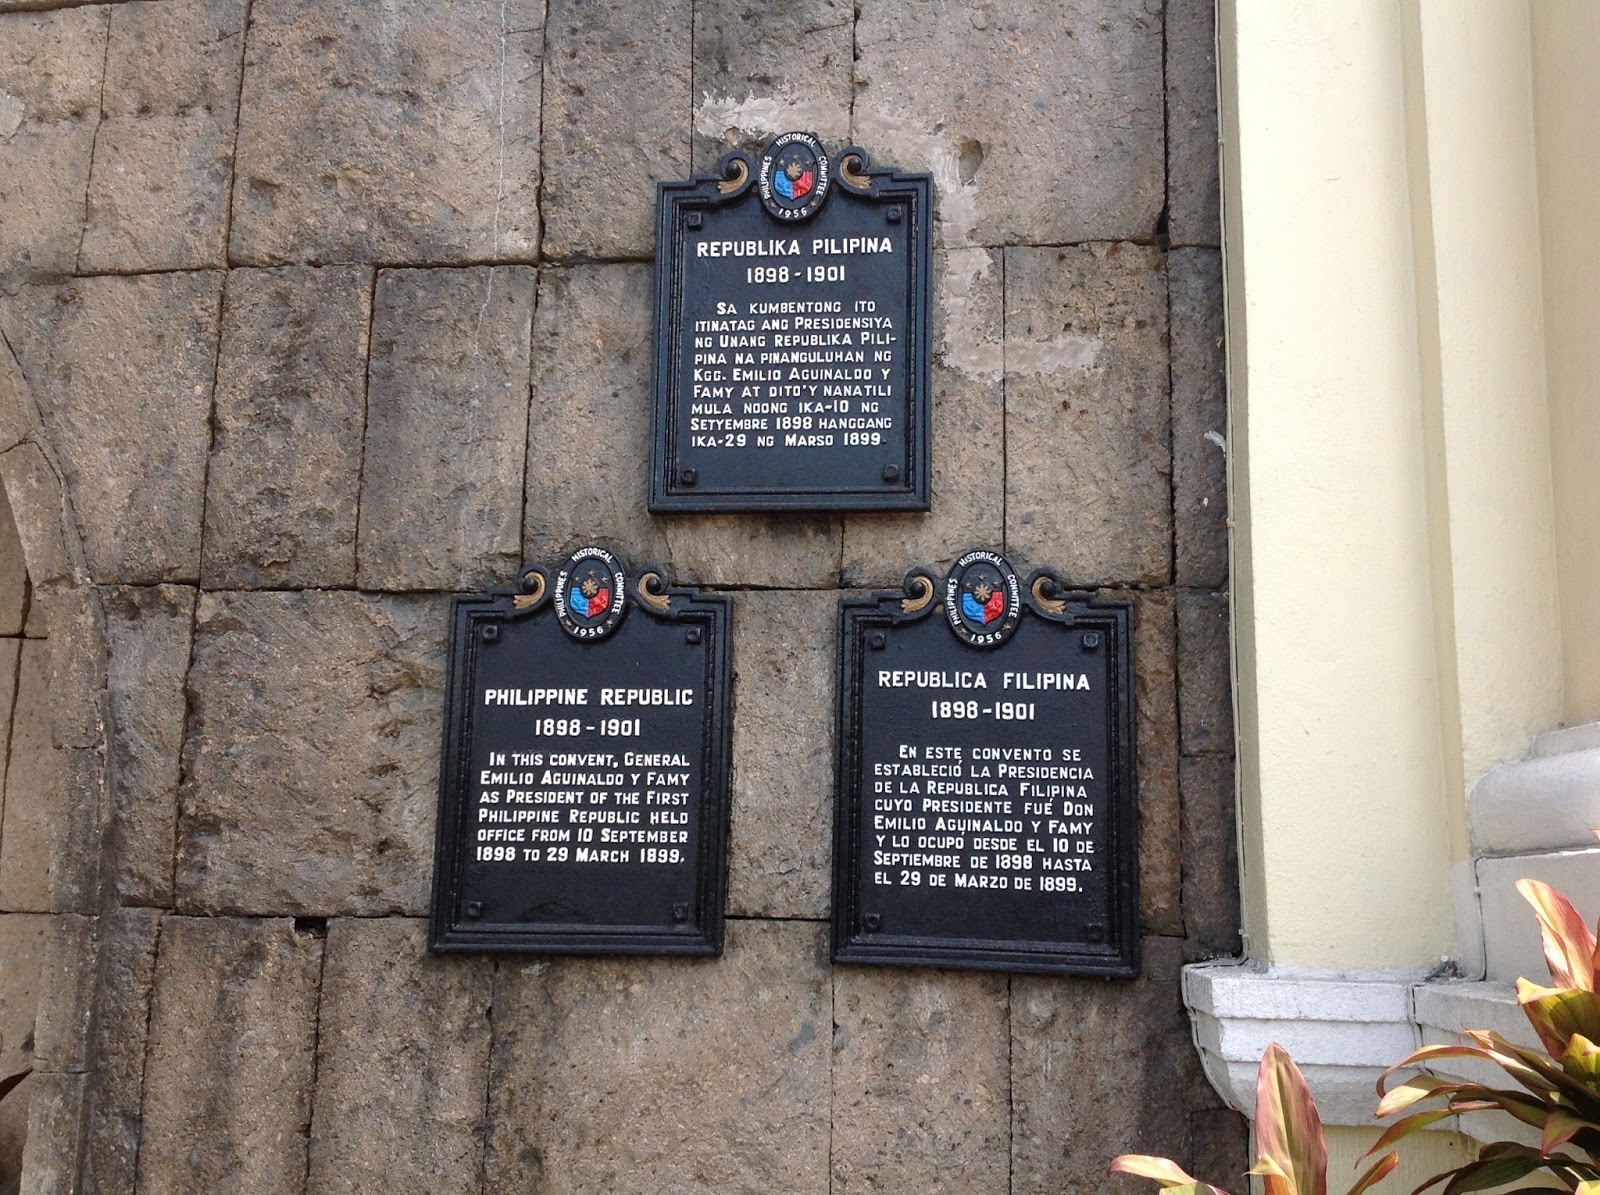 PHILIPPINES HISTORICAL COMMITTEE
1956
REPUBLIKA PILIPINA
1898-1901
SA KUMBENTONG ITO
ITINATAG ANG PRESIDENSIYA
NG UNANG REPUBLIKA PILI-
PINA NA PINANGULUHAN NG
KGG. EMILIO AGUINALDO Y
FAMY AT DITO'Y NANATILI
MULA NOONG IKA-10 NG
SETYEMBRE 1898 HANGGANG
IKA-29 NG MARSO 1899.
PHILIPPINES HISTORICAL COMMITTEE
1956
PHILIPPINE REPUBLIC
1898-1901
IN THIS CONVENT, GENERAL
EMILIO AGUINALDO Y FAMY
AS PRESIDENT OF THE FIRST
PHILIPPINE REPUBLIC HELD
OFFICE FROM 10 SEPTEMBER
1898 TO 29 MARCH 1899.
PHILIPPINES HISTORICAL COMMITTEE
1956
REPUBLICA FILIPINA
1898-1901
EN ESTÉ CONVENTO SE
ESTABLECIÓ LA PRESIDENCIA
DE LA REPUBLICA FILIPINA
CUYO PRESIDENTE FUÉ DON
EMILIO AGUINALDO Y FAMY
Y LO OCUPÓ DESDE EL 10 DE
SEPTIEMBRE DE 1898 HASTA
EL 29 DE MARZO DE 1899.